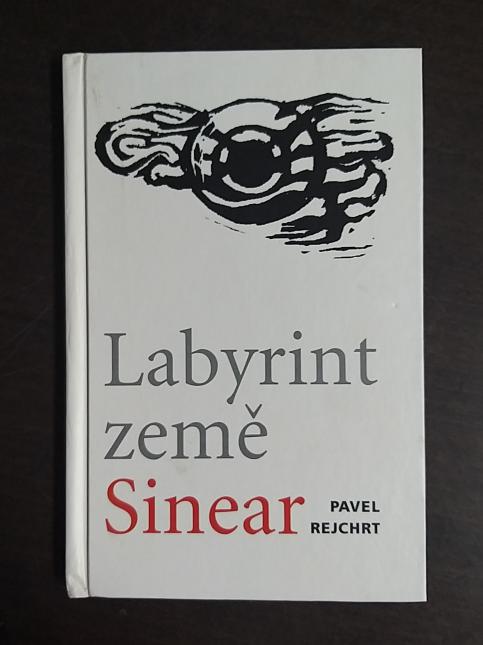 Labyrint
země
Sinear
PAVEL
REJCHRT